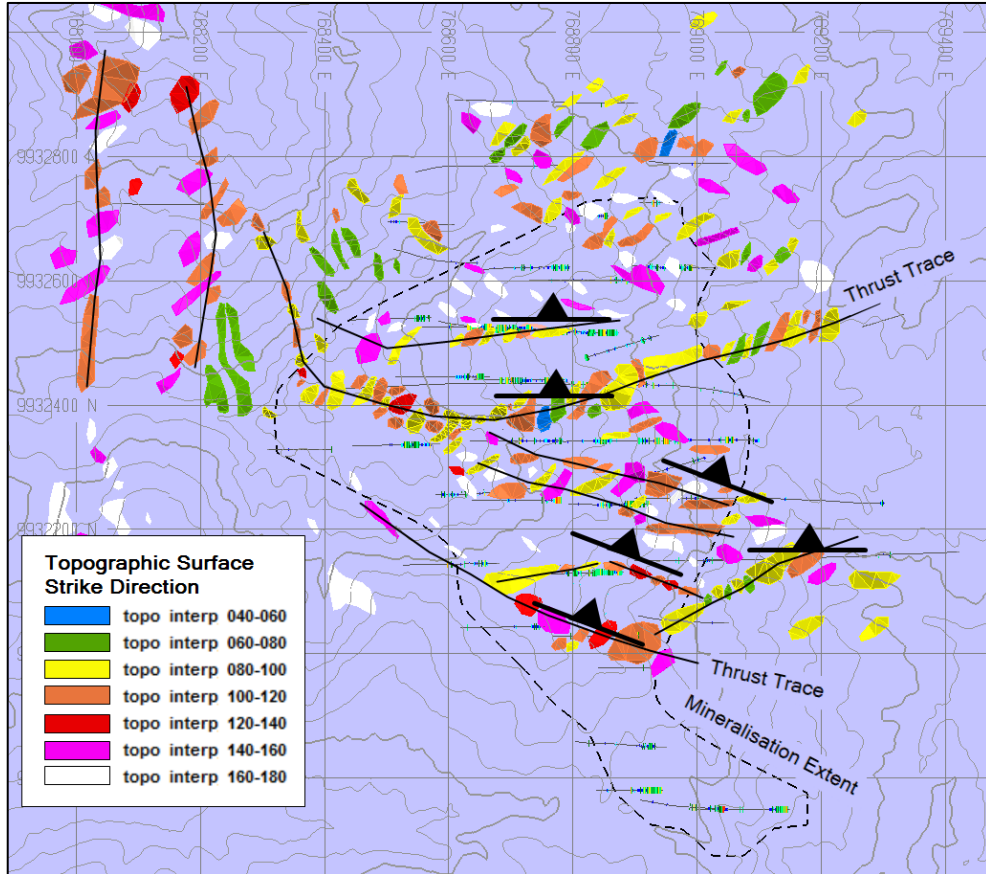 768200 E
768400 E
768600 E
768800 E
769000 E
769200 E
769400 E
9932800 N
9932600 N
9932400 N
9932200 N
Thrust Trace
Thrust Trace
Mineralisation Extent
Topographic Surface
Strike Direction
topo interp 040-060
topo interp 060-080
topo interp 080-100
topo interp 100-120
topo interp 120-140
topo interp 140-160
topo interp 160-180